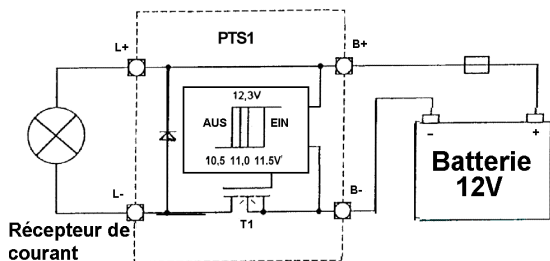 L+
PTS1
B+
12,3V
AUS
EIN
10,5 11,0 11.5V
L-
T1
B-
- +
Batterie
12V
Récepteur de
courant